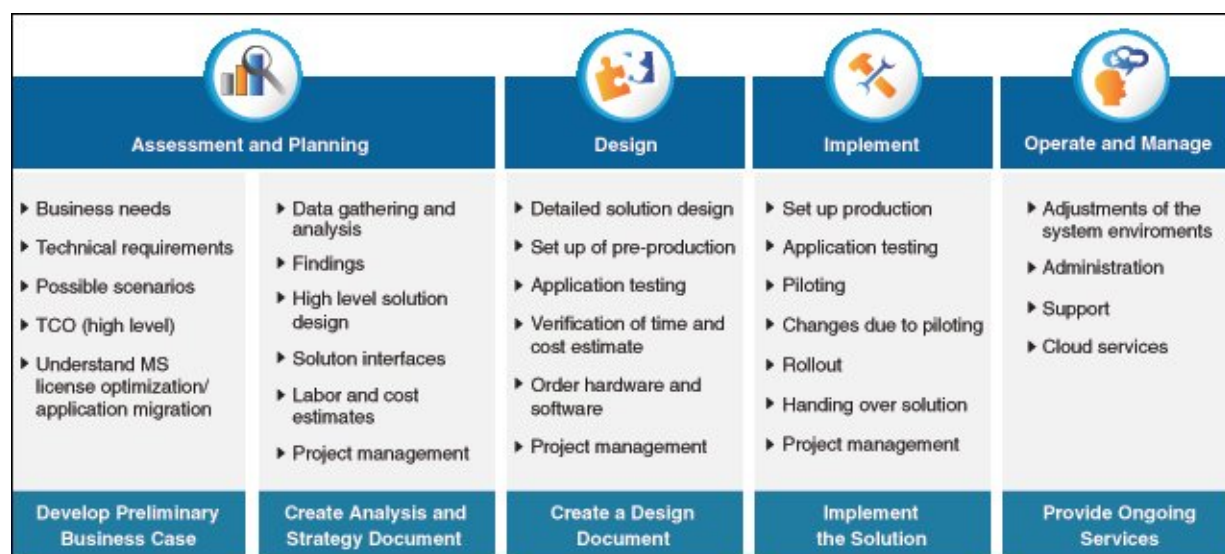 Assessment and Planning
Design
Implement
Operate and Manage
Business needs
Technical requirements
Possible scenarios
TCO (high level)
Understand MS
license optimization/
application migration
Develop Preliminary
Business Case
Data gathering and
analysis
Findings
High level solution
design
Soluton interfaces
Labor and cost
estimates
Project management
Create Analysis and
Strategy Document
Detailed solution design
Set up of pre-production
Application testing
Verification of time and
cost estimate
Order hardware and
software
Project management
Create a Design
Document
Set up production
Application testing
Piloting
Changes due to piloting
Rollout
Handing over solution
Project management
Implement
the Solution
Adjustments of the
system enviroments
Administration
Support
Cloud services
Provide Ongoing
Services